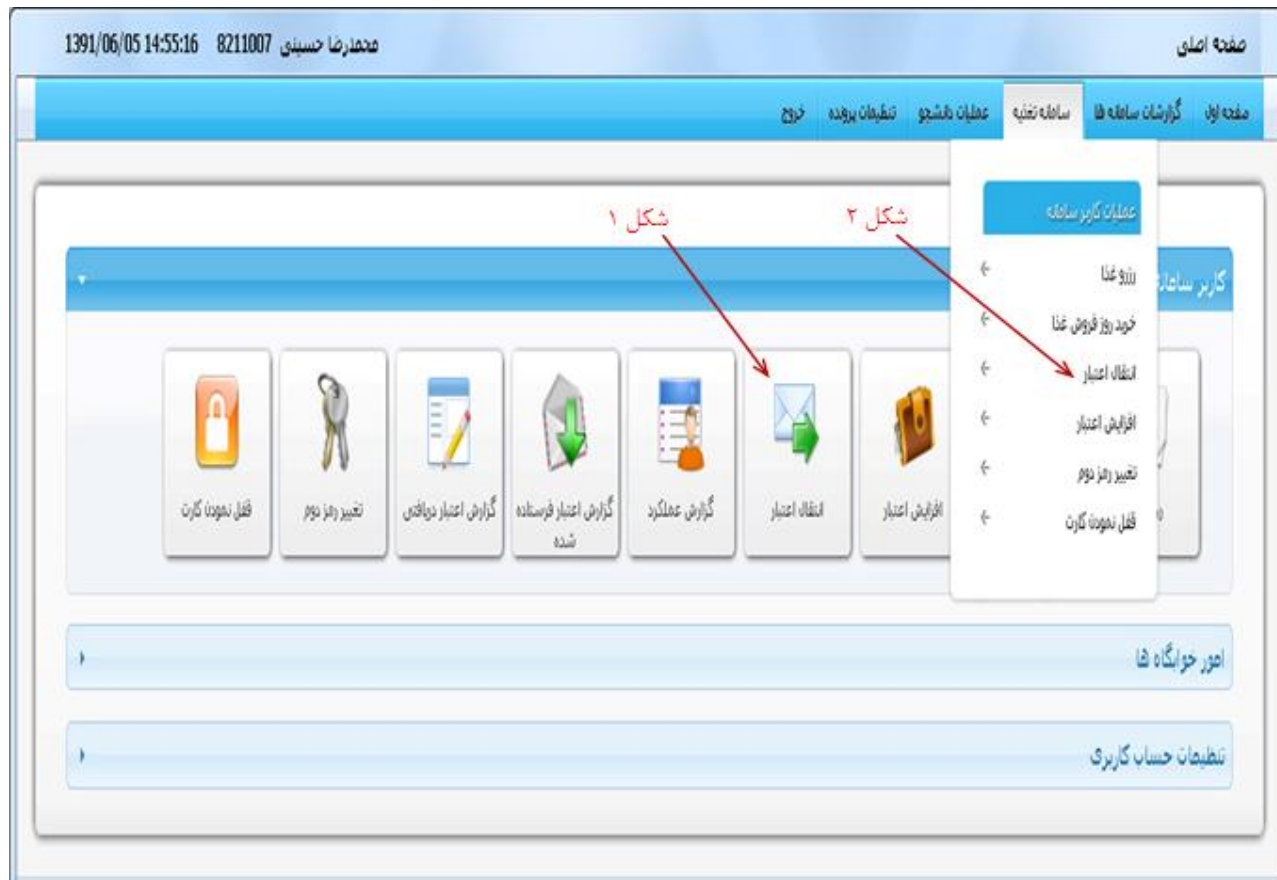 صفحه اصلی
محمدرضا حسینی 8211007 1391/06/05 14:55:16
صفحه اول گزارشات سامانه ها سامانه تغذیه عملیات دانشجو تنظیمات پرونده خروج
عملیات کاربر سامانه
رزرو غذا
خرید روز فروش غذا
انتقال اعتبار
افزایش اعتبار
تغییر رمز دوم
قفل نمودن کارت
شکل ۲
شکل ۱
کاربر سامانه
افزایش اعتبار
انتقال اعتبار
گزارش عملکرد
گزارش اعتبار فرستاده
شده
گزارش اعتبار دریافتی
تغییر رمز دوم
قفل نمودن کارت
امور خوابگاه ها
تنظیمات حساب کاربری